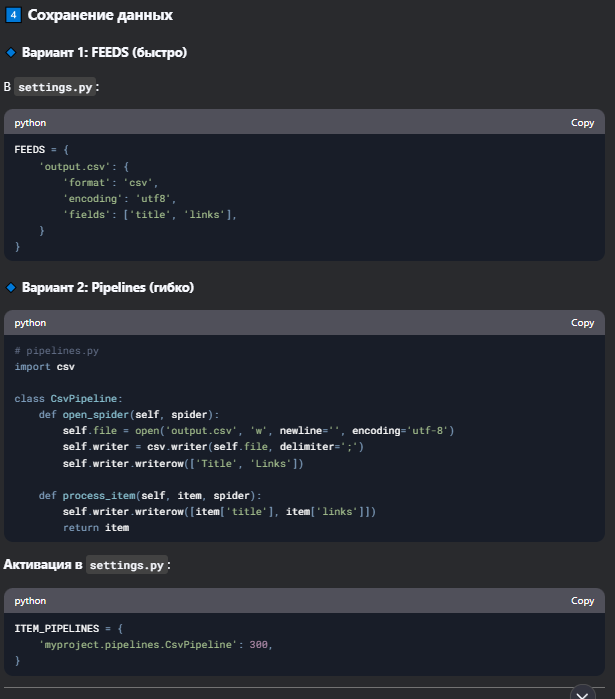 4 Сохранение данных
Вариант 1: FEEDS (быстро)
В settings.py:
python Copy
FEEDS = {
    'output.csv': {
        'format': 'csv',
        'encoding': 'utf8',
        'fields': ['title', 'links'],
    }
}
Вариант 2: Pipelines (гибко)
python Copy
# pipelines.py
import csv
class CsvPipeline:
    def open_spider(self, spider):
        self.file = open('output.csv', 'w', newline='', encoding='utf-8')
        self.writer = csv.writer(self.file, delimiter=';')
        self.writer.writerow(['Title', 'Links'])
    def process_item(self, item, spider):
        self.writer.writerow([item['title'], item['links']])
        return item
Активация в settings.py:
python Copy
ITEM_PIPELINES = {
    'myproject.pipelines.CsvPipeline': 300,
}